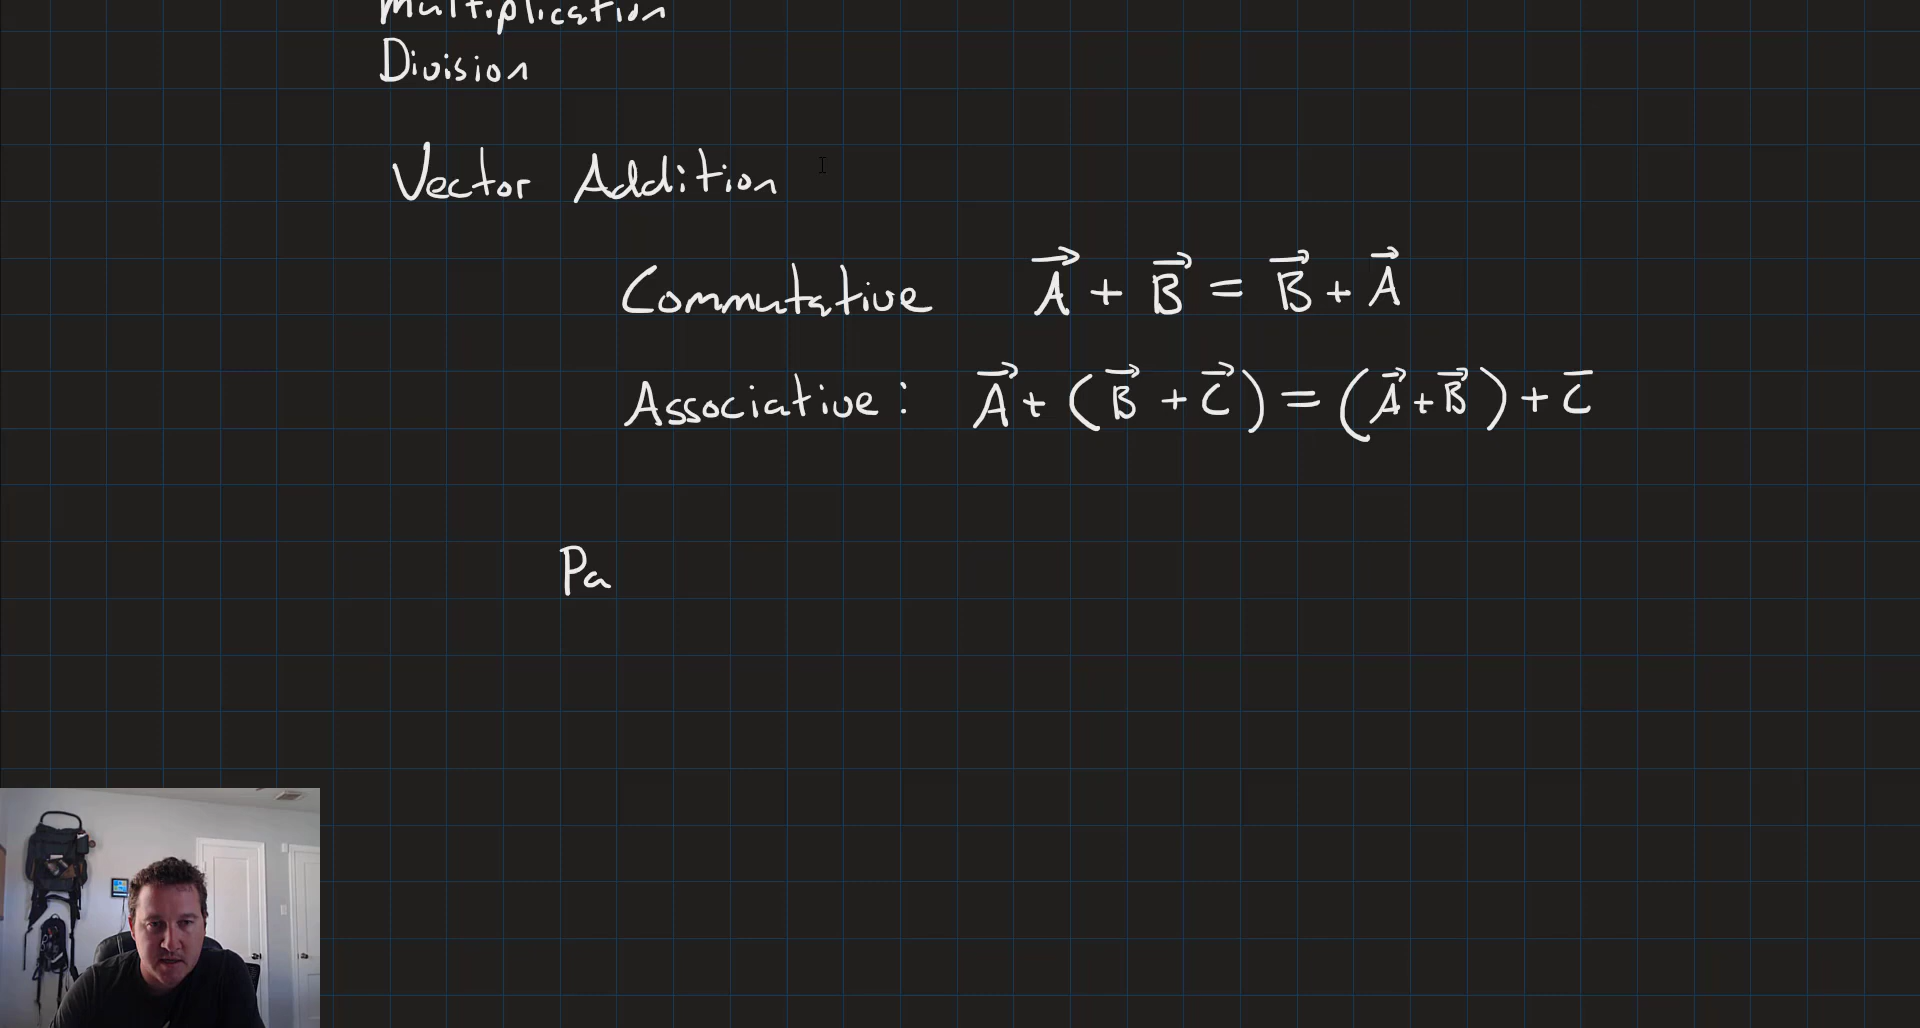 Multiplication
Division
Vector Addition
Commutative A⃗ + B⃗ = B⃗ + A⃗
Associative: A⃗ + (B⃗ + C⃗) = (A⃗ + B⃗) + C̅
Pa